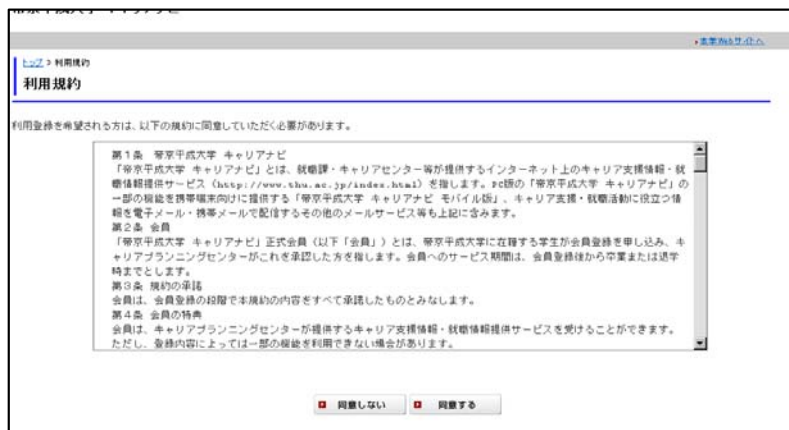 ▸本学Webサイトへ
トップ > 利用規約
利用規約
利用登録を希望される方は、以下の規約に同意していただく必要があります。
第1条 帝京平成大学 キャリアナビ
「帝京平成大学 キャリアナビ」とは、就職課・キャリアセンター等が提供するインターネット上のキャリア支援情報・就
職情報提供サービス(http://www.thu.ac.jp/index.html)を指します。PC版の「帝京平成大学 キャリアナビ」の
一部の機能を携帯端末向けに提供する「帝京平成大学 キャリアナビ モバイル版」、キャリア支援・就職活動に役立つ情
報を電子メール・携帯メールで配信するその他のメールサービス等も上記に含みます。
第2条 会員
「帝京平成大学 キャリアナビ」正式会員(以下「会員」)とは、帝京平成大学に在籍する学生が会員登録を申し込み、キ
ャリアプランニングセンターがこれを承認した方を指します。会員へのサービス期間は、会員登録後から卒業または退学
時までとします。
第3条 規約の承諾
会員は、会員登録の段階で本規約の内容をすべて承諾したものとみなします。
第4条 会員の特典
会員は、キャリアプランニングセンターが提供するキャリア支援情報・就職情報提供サービスを受けることができます。
ただし、登録内容によっては一部の機能を利用できない場合があります。
同意しない 同意する